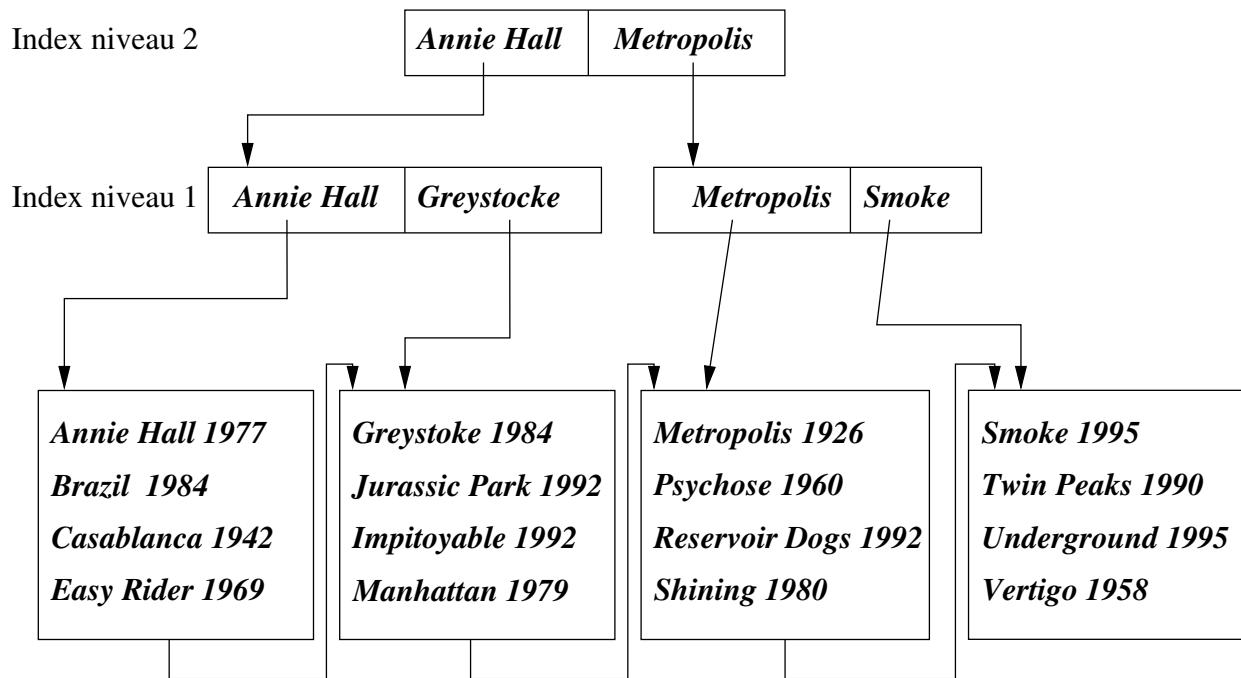 Index niveau 2
Annie Hall Metropolis
Index niveau 1
Annie Hall Greystocke
Metropolis Smoke
Annie Hall 1977
Brazil 1984
Casablanca 1942
Easy Rider 1969
Greystoke 1984
Jurassic Park 1992
Impitoyable 1992
Manhattan 1979
Metropolis 1926
Psychose 1960
Reservoir Dogs 1992
Shining 1980
Smoke 1995
Twin Peaks 1990
Underground 1995
Vertigo 1958